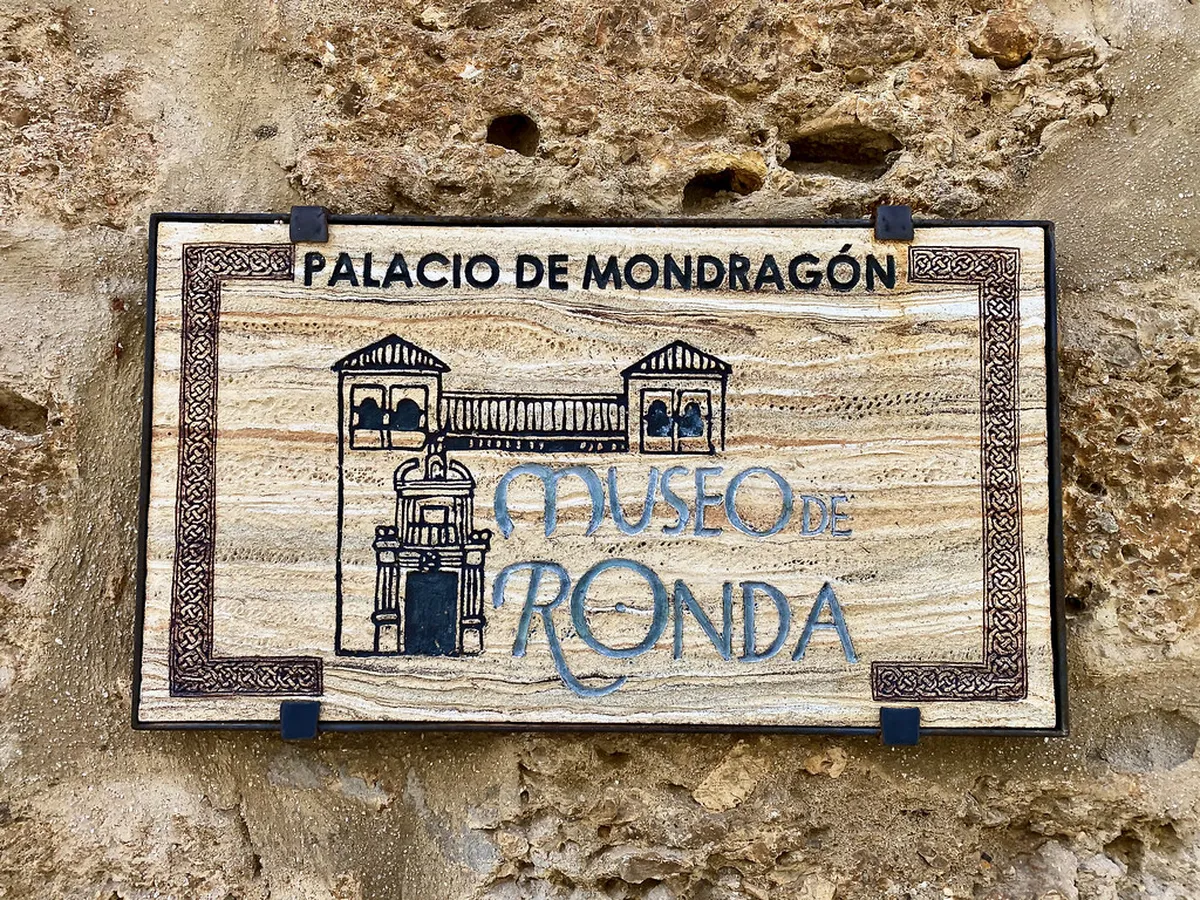 PALACIO DE MONDRAGÓN
MUSEO DE
RONDA